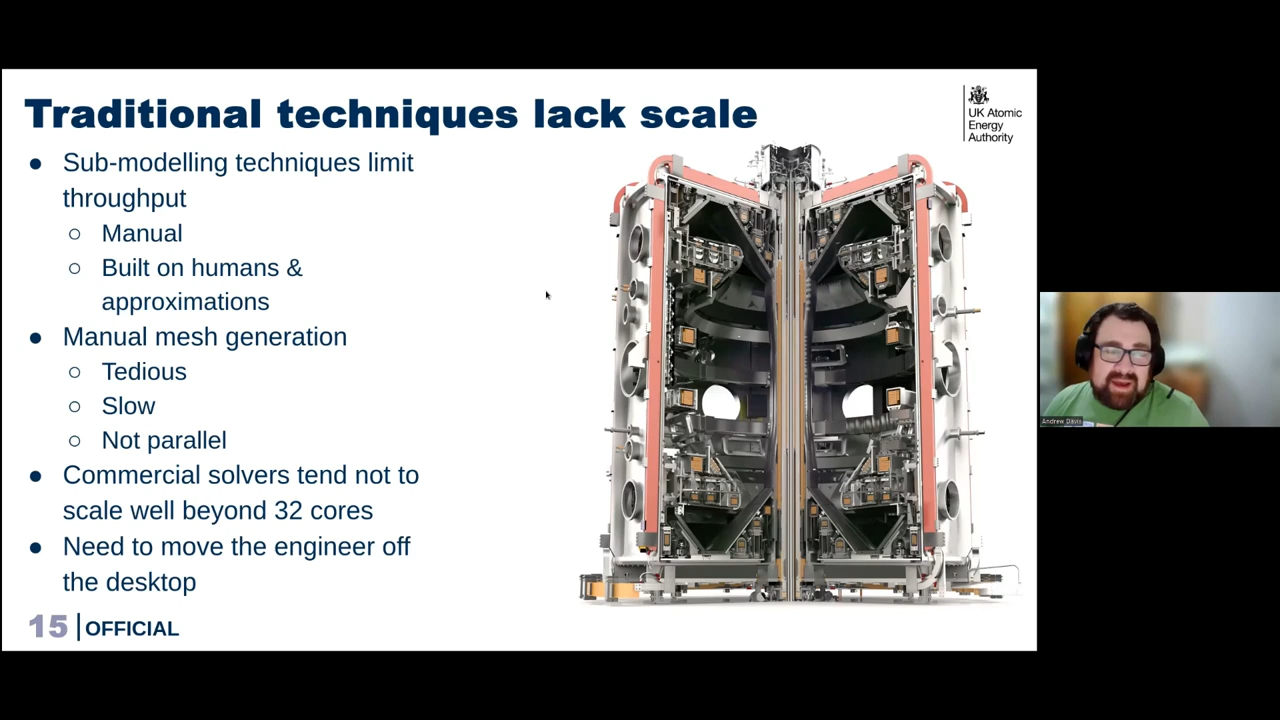 Traditional techniques lack scale
UK Atomic
Energy
Authority
● Sub-modelling techniques limit
throughput
○ Manual
○ Built on humans &
approximations
● Manual mesh generation
○ Tedious
○ Slow
○ Not parallel
● Commercial solvers tend not to
scale well beyond 32 cores
● Need to move the engineer off
the desktop
15
OFFICIAL
Andrew Davis